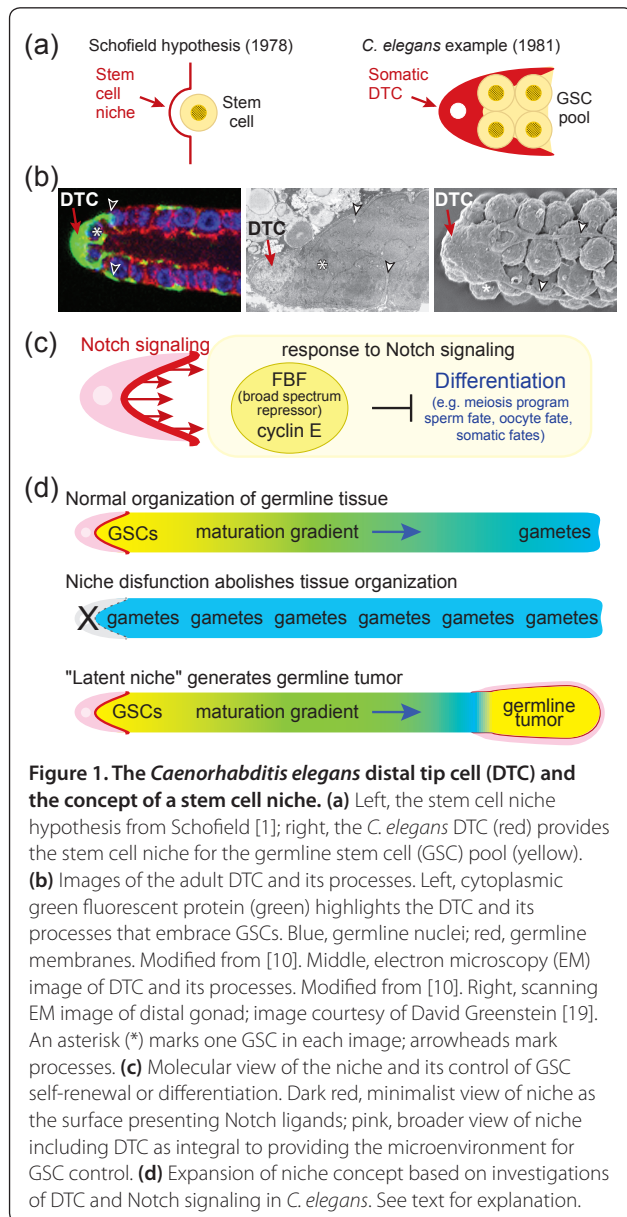 (a)
Schofield hypothesis (1978)
C. elegans example (1981)
Stem
cell
niche
Stem
cell
Somatic
DTC
GSC
pool
(b)
DTC
*
DTC
*
DTC
*
(c)
Notch signaling
response to Notch signaling
FBF
(broad spectrum
repressor)
cyclin E
Differentiation
(e.g. meiosis program
sperm fate, oocyte fate,
somatic fates)
(d)
Normal organization of germline tissue
GSCs maturation gradient gametes
Niche disfunction abolishes tissue organization
X gametes gametes gametes gametes gametes gametes
"Latent niche" generates germline tumor
GSCs maturation gradient
germline
tumor
Figure 1. The Caenorhabditis elegans distal tip cell (DTC) and
the concept of a stem cell niche. (a) Left, the stem cell niche
hypothesis from Schofield [1]; right, the C. elegans DTC (red) provides
the stem cell niche for the germline stem cell (GSC) pool (yellow).
(b) Images of the adult DTC and its processes. Left, cytoplasmic
green fluorescent protein (green) highlights the DTC and its
processes that embrace GSCs. Blue, germline nuclei; red, germline
membranes. Modified from [10]. Middle, electron microscopy (EM)
image of DTC and its processes. Modified from [10]. Right, scanning
EM image of distal gonad; image courtesy of David Greenstein [19].
An asterisk (*) marks one GSC in each image; arrowheads mark
processes. (c) Molecular view of the niche and its control of GSC
self-renewal or differentiation. Dark red, minimalist view of niche as
the surface presenting Notch ligands; pink, broader view of niche
including DTC as integral to providing the microenvironment for
GSC control. (d) Expansion of niche concept based on investigations
of DTC and Notch signaling in C. elegans. See text for explanation.